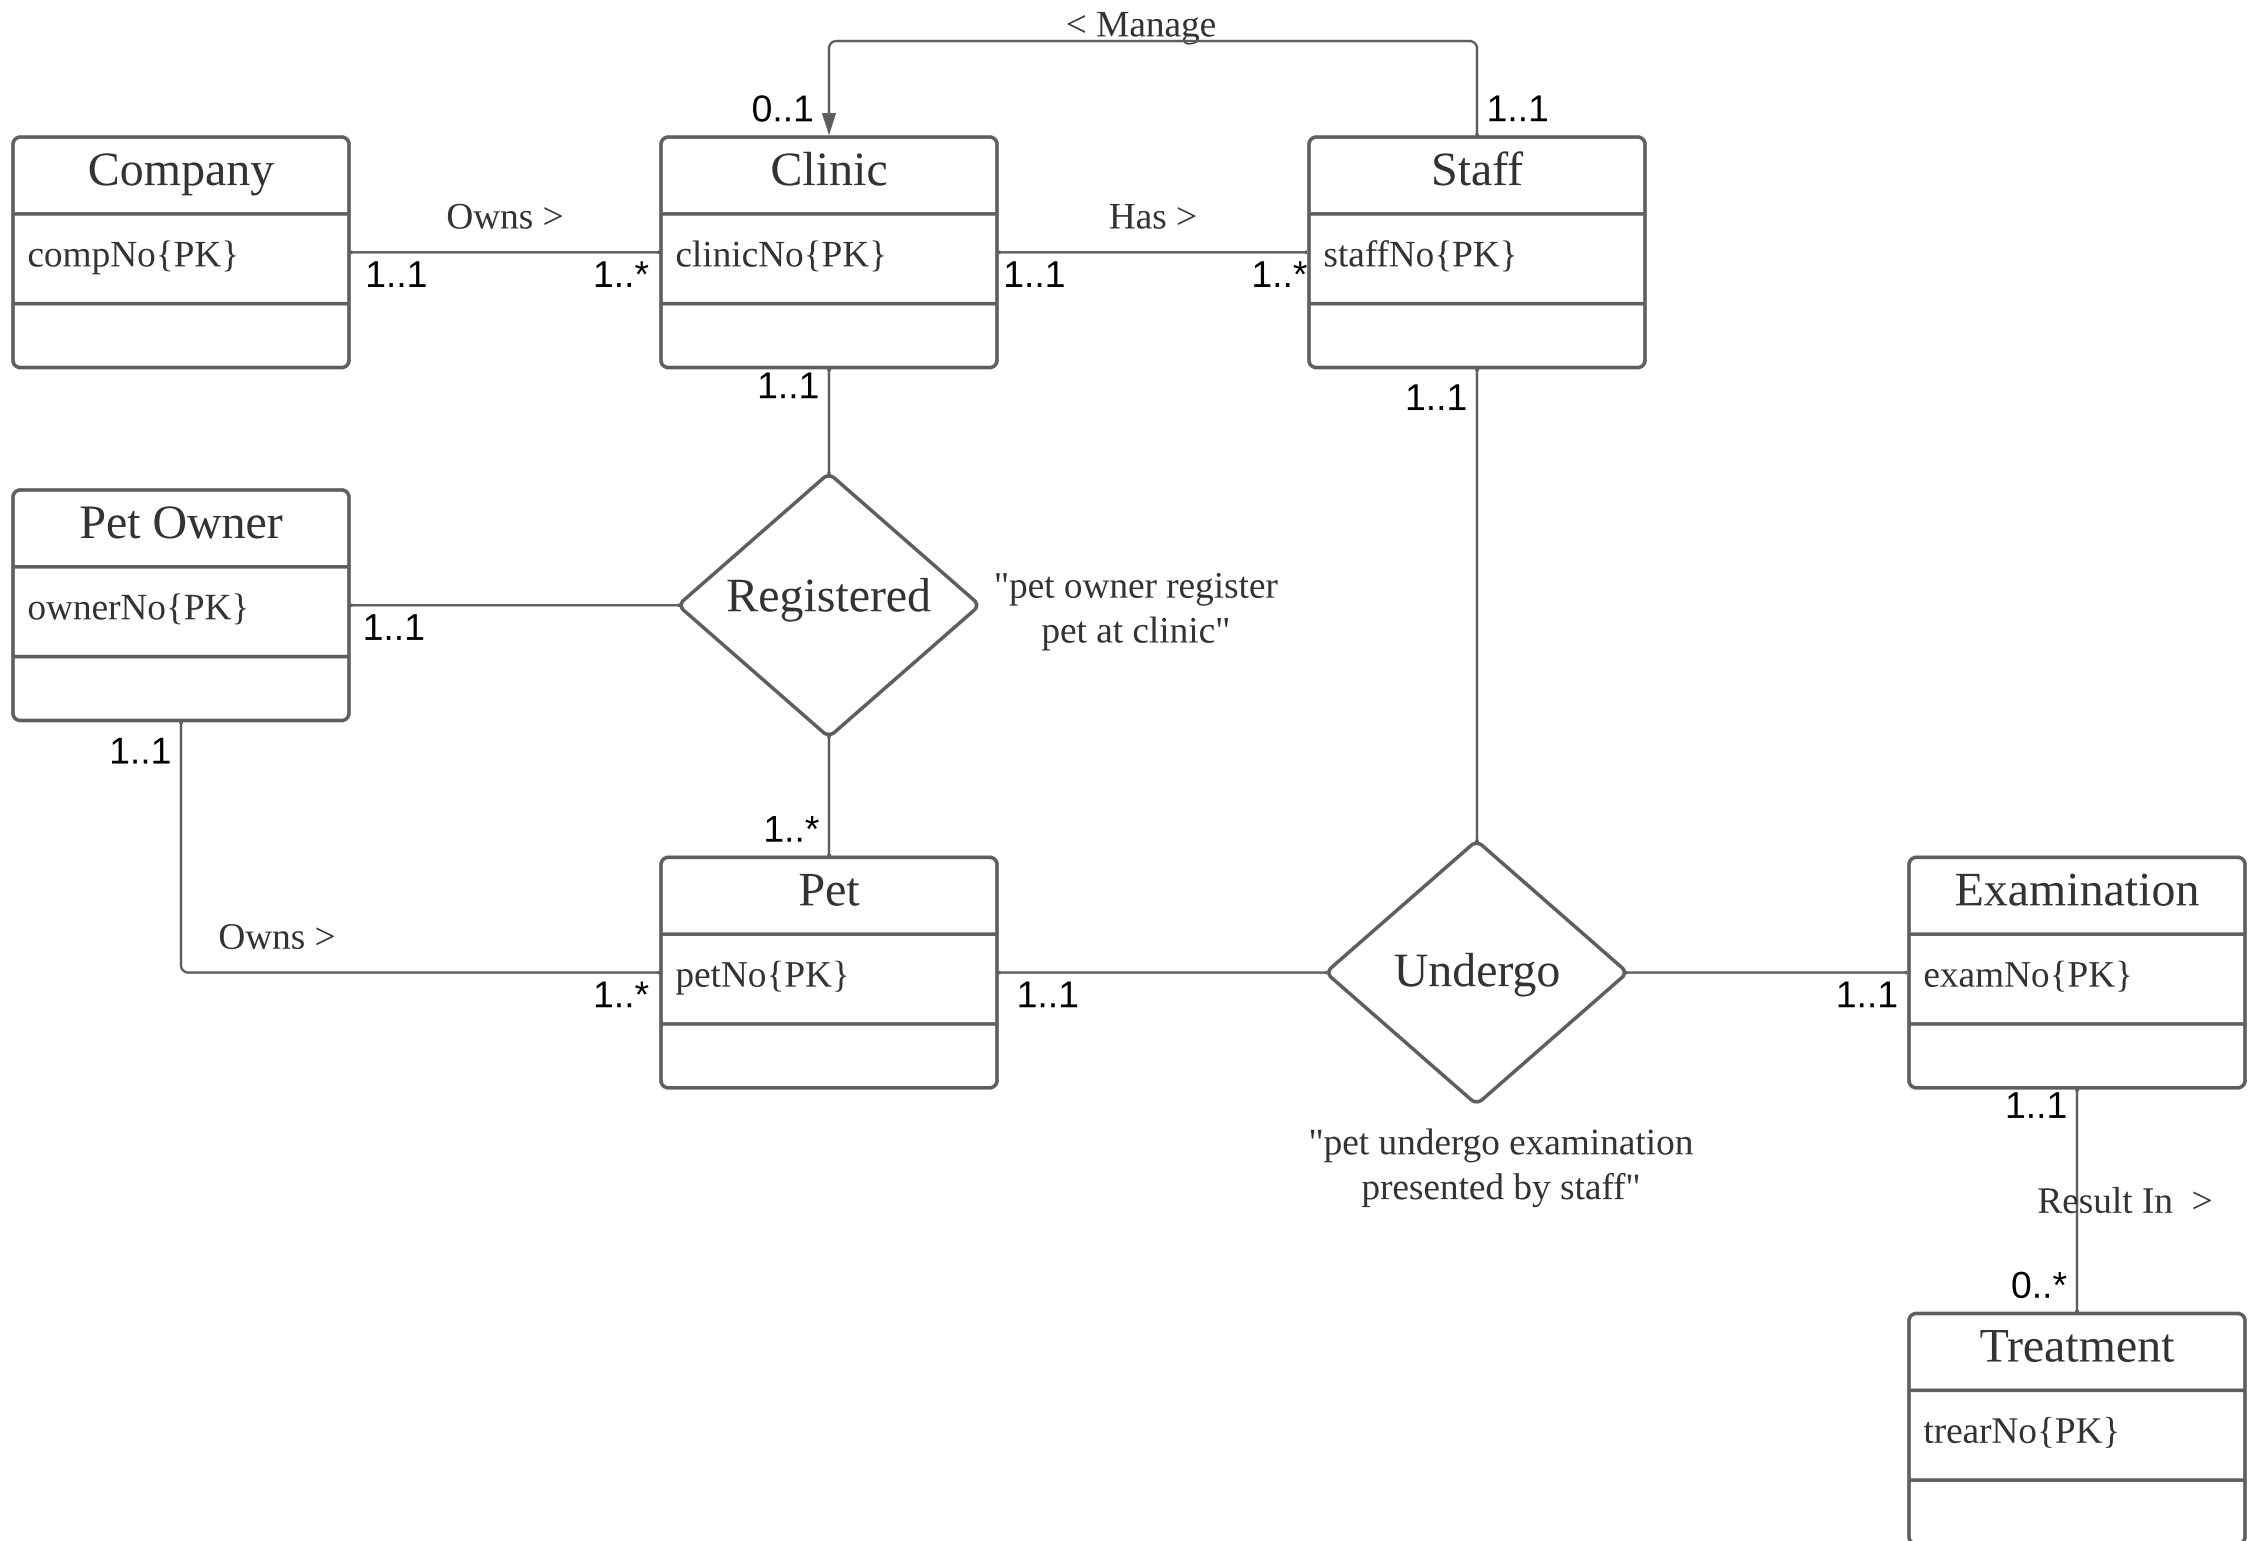 < Manage
0..1
1..1
Company
Clinic
Staff
Owns >
Has >
compNo{PK}
clinicNo{PK}
staffNo{PK}
1..1
1..*
1..1
1..*
1..1
1..1
Pet Owner
ownerNo{PK}
1..1
Registered
"pet owner register
pet at clinic"
1..1
1..*
Pet
Examination
Owns >
petNo{PK}
Undergo
examNo{PK}
1..*
1..1
1..1
1..1
"pet undergo examination
presented by staff"
Result In >
0..*
Treatment
trearNo{PK}